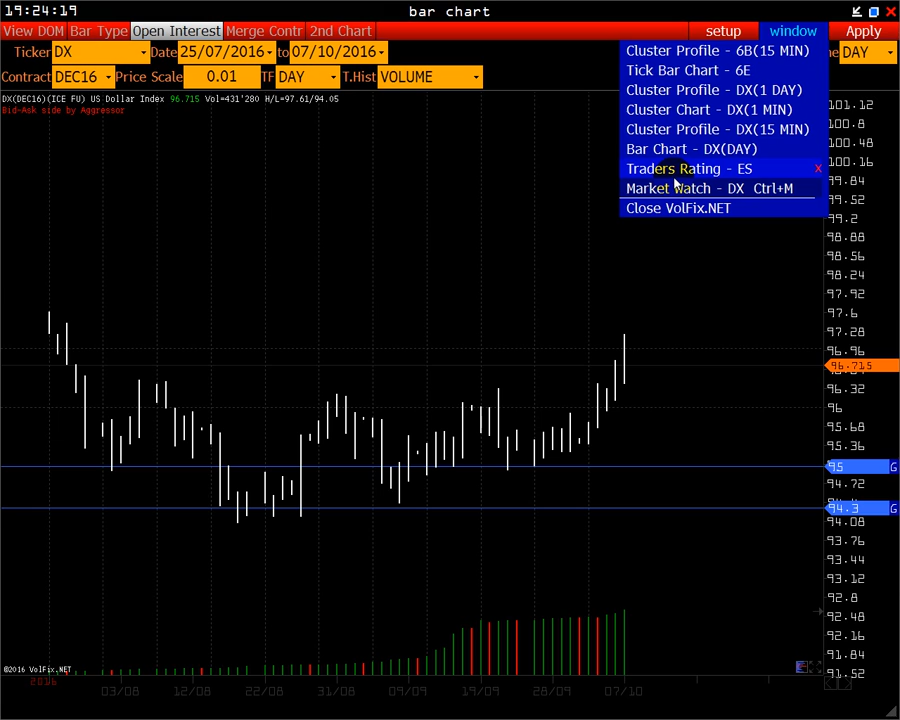 19:24:19 bar chart
View DOM Bar Type Open Interest Merge Contr 2nd Chart setup window Apply
Ticker DX Date 25/07/2016 to 07/10/2016 DAY
Contract DEC16 Price Scale 0.01 TF DAY T.Hist VOLUME
Cluster Profile - 6B(15 MIN)
Tick Bar Chart - 6E
Cluster Profile - DX(1 DAY)
Cluster Chart - DX(1 MIN)
Cluster Profile - DX(15 MIN)
Bar Chart - DX(DAY)
Traders Rating - ES x
Market Watch - DX Ctrl+M
Close VolFix.NET
DX(DEC16)(ICE FU) US Dollar Index 96.715 Vol=431'280 H/L=97.61/94.05
Bid-Ask side by Aggressor
101.12
100.8
100.48
100.16
99.84
99.52
99.2
98.88
98.56
98.24
97.92
97.6
97.28
96.96
96.715
96.32
96
95.68
95.36
95 G
94.72
94.3 G
94.08
93.76
93.44
93.12
92.8
92.48
92.16
91.84
91.52
©2016 VolFix.NET
2016 03/08 12/08 22/08 31/08 09/09 19/09 28/09 07/10